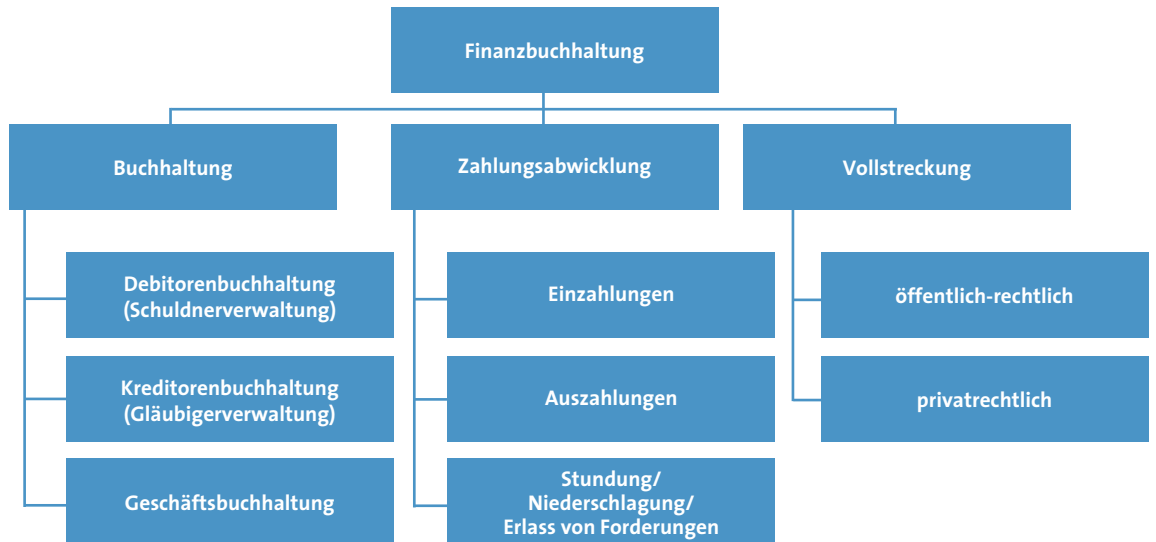 Finanzbuchhaltung
Buchhaltung
Zahlungsabwicklung
Vollstreckung
Debitorenbuchhaltung
(Schuldnerverwaltung)
Einzahlungen
öffentlich-rechtlich
Kreditorenbuchhaltung
(Gläubigerverwaltung)
Auszahlungen
privatrechtlich
Geschäftsbuchhaltung
Stundung/
Niederschlagung/
Erlass von Forderungen